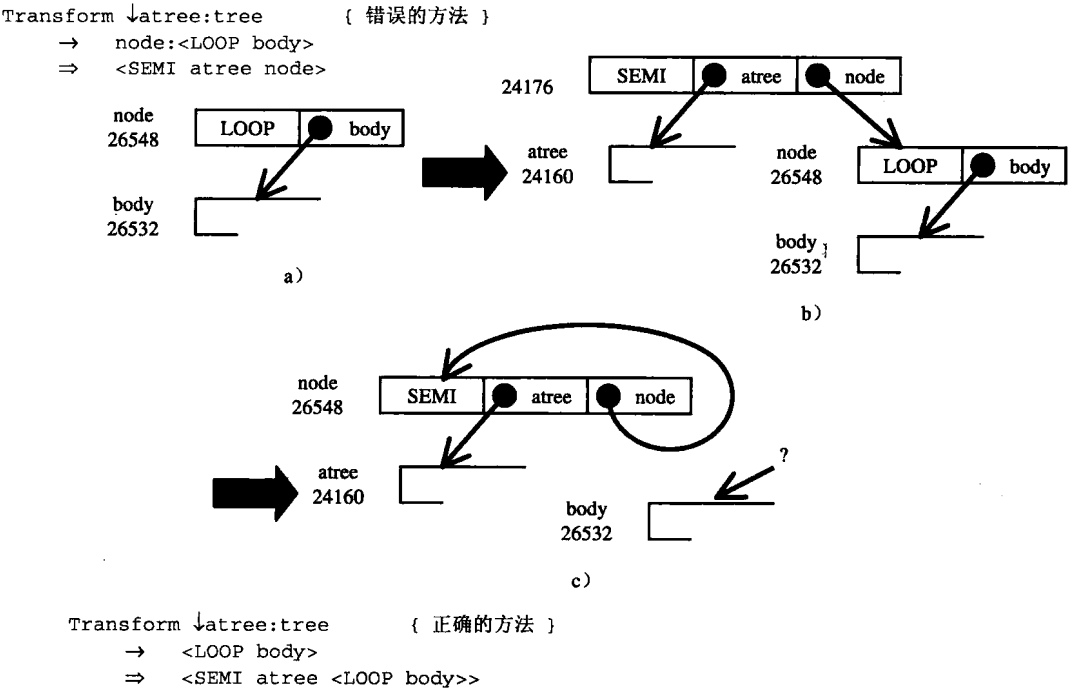 Transform ↓atree:tree { 错误的方法 }
→ node:<LOOP body>
⇒ <SEMI atree node>
node
26548
LOOP body
body
26532
a)
24176
SEMI atree node
atree
24160
node
26548
LOOP body
body
26532
b)
node
26548
SEMI atree node
atree
24160
?
body
26532
c)
Transform ↓atree:tree { 正确的方法 }
→ <LOOP body>
⇒ <SEMI atree <LOOP body>>